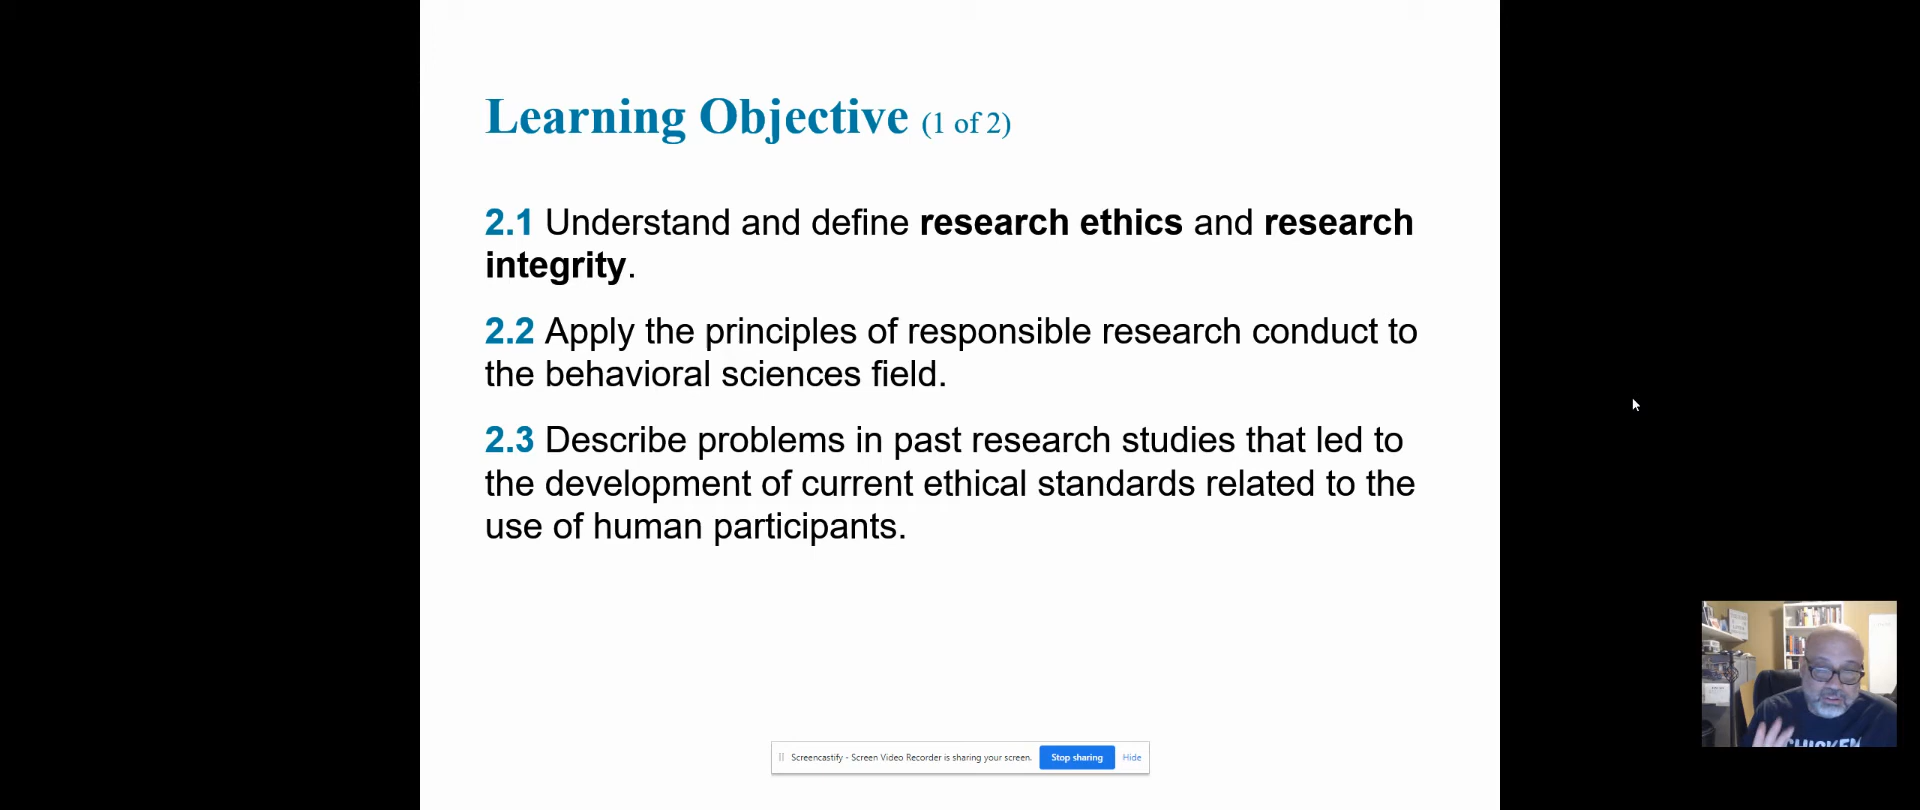 Learning Objective (1 of 2)
2.1 Understand and define research ethics and research
integrity.
2.2 Apply the principles of responsible research conduct to
the behavioral sciences field.
2.3 Describe problems in past research studies that led to
the development of current ethical standards related to the
use of human participants.
Screencastify - Screen Video Recorder is sharing your screen. Stop sharing Hide
CHICKEN